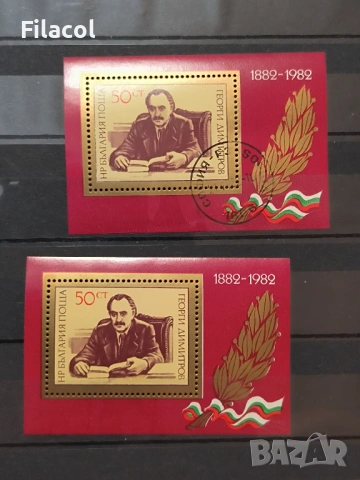 Filacol
1882-1982
50 СТ
НР БЪЛГАРИЯ ПОЩА
ГЕОРГИ ДИМИТРОВ
1882-1982
50 СТ
НР БЪЛГАРИЯ ПОЩА
ГЕОРГИ ДИМИТРОВ
BAZAR